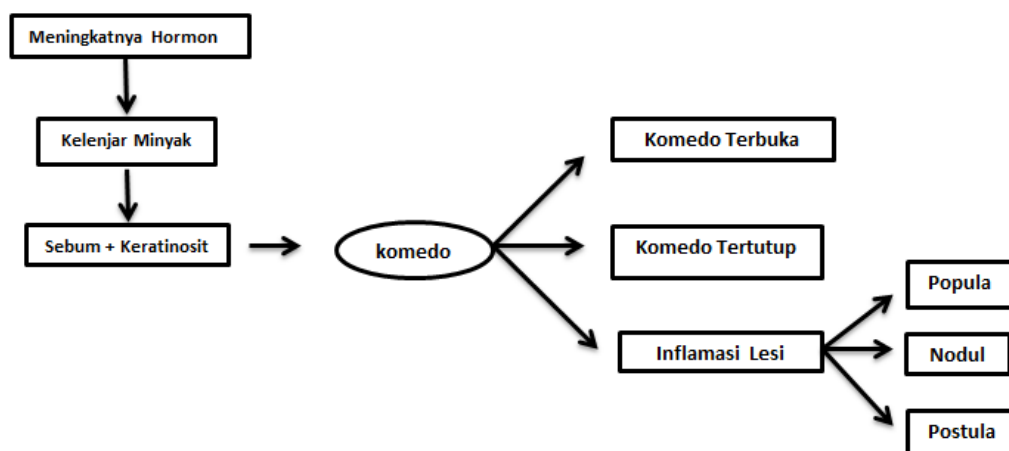 Meningkatnya Hormon
Kelenjar Minyak
Sebum + Keratinosit
komedo
Komedo Terbuka
Komedo Tertutup
Inflamasi Lesi
Popula
Nodul
Postula